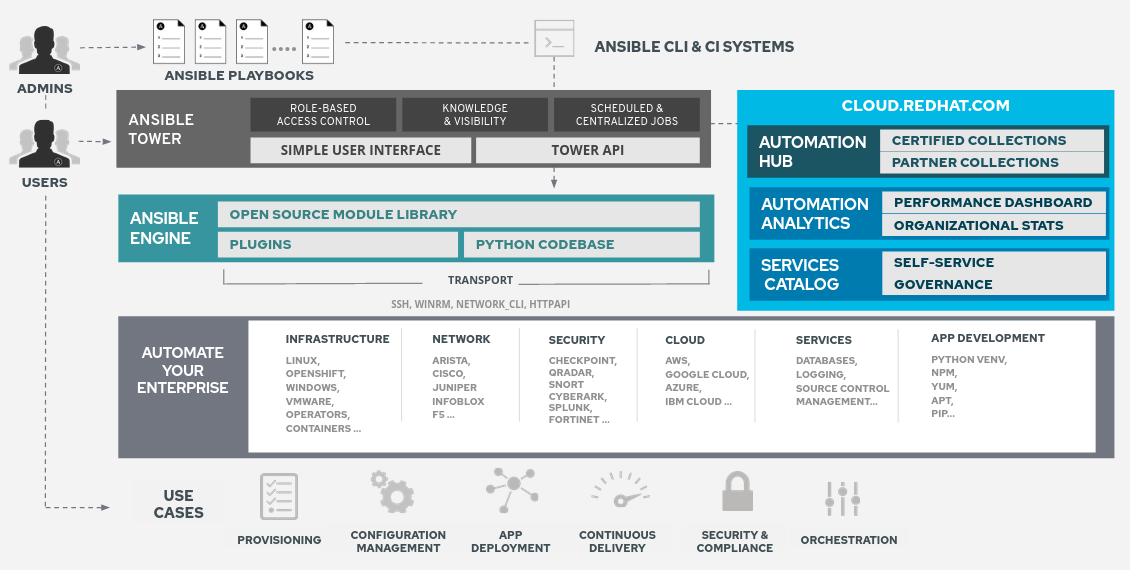 ADMINS
ANSIBLE PLAYBOOKS
ANSIBLE CLI & CI SYSTEMS
USERS
ANSIBLE
TOWER
ROLE-BASED
ACCESS CONTROL
KNOWLEDGE
& VISIBILITY
SCHEDULED &
CENTRALIZED JOBS
SIMPLE USER INTERFACE
TOWER API
CLOUD.REDHAT.COM
AUTOMATION
HUB
CERTIFIED COLLECTIONS
PARTNER COLLECTIONS
AUTOMATION
ANALYTICS
PERFORMANCE DASHBOARD
ORGANIZATIONAL STATS
SERVICES
CATALOG
SELF-SERVICE
GOVERNANCE
ANSIBLE
ENGINE
OPEN SOURCE MODULE LIBRARY
PLUGINS
PYTHON CODEBASE
TRANSPORT
SSH, WINRM, NETWORK_CLI, HTTPAPI
AUTOMATE
YOUR
ENTERPRISE
INFRASTRUCTURE
LINUX,
OPENSHIFT,
WINDOWS,
VMWARE,
OPERATORS,
CONTAINERS ...
NETWORK
ARISTA,
CISCO,
JUNIPER
INFOBLOX
F5 ...
SECURITY
CHECKPOINT,
QRADAR,
SNORT
CYBERARK,
SPLUNK,
FORTINET ...
CLOUD
AWS,
GOOGLE CLOUD,
AZURE,
IBM CLOUD ...
SERVICES
DATABASES,
LOGGING,
SOURCE CONTROL
MANAGEMENT...
APP DEVELOPMENT
PYTHON VENV,
NPM,
YUM,
APT,
PIP...
USE
CASES
PROVISIONING
CONFIGURATION
MANAGEMENT
APP
DEPLOYMENT
CONTINUOUS
DELIVERY
SECURITY &
COMPLIANCE
ORCHESTRATION